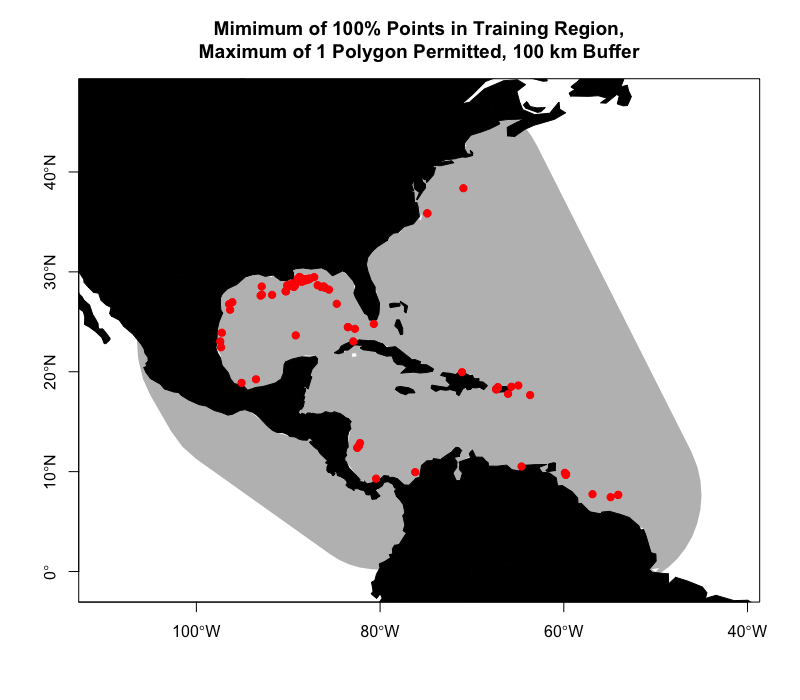 Mimimum of 100% Points in Training Region,
Maximum of 1 Polygon Permitted, 100 km Buffer
40°N
30°N
20°N
10°N
0°
100°W
80°W
60°W
40°W